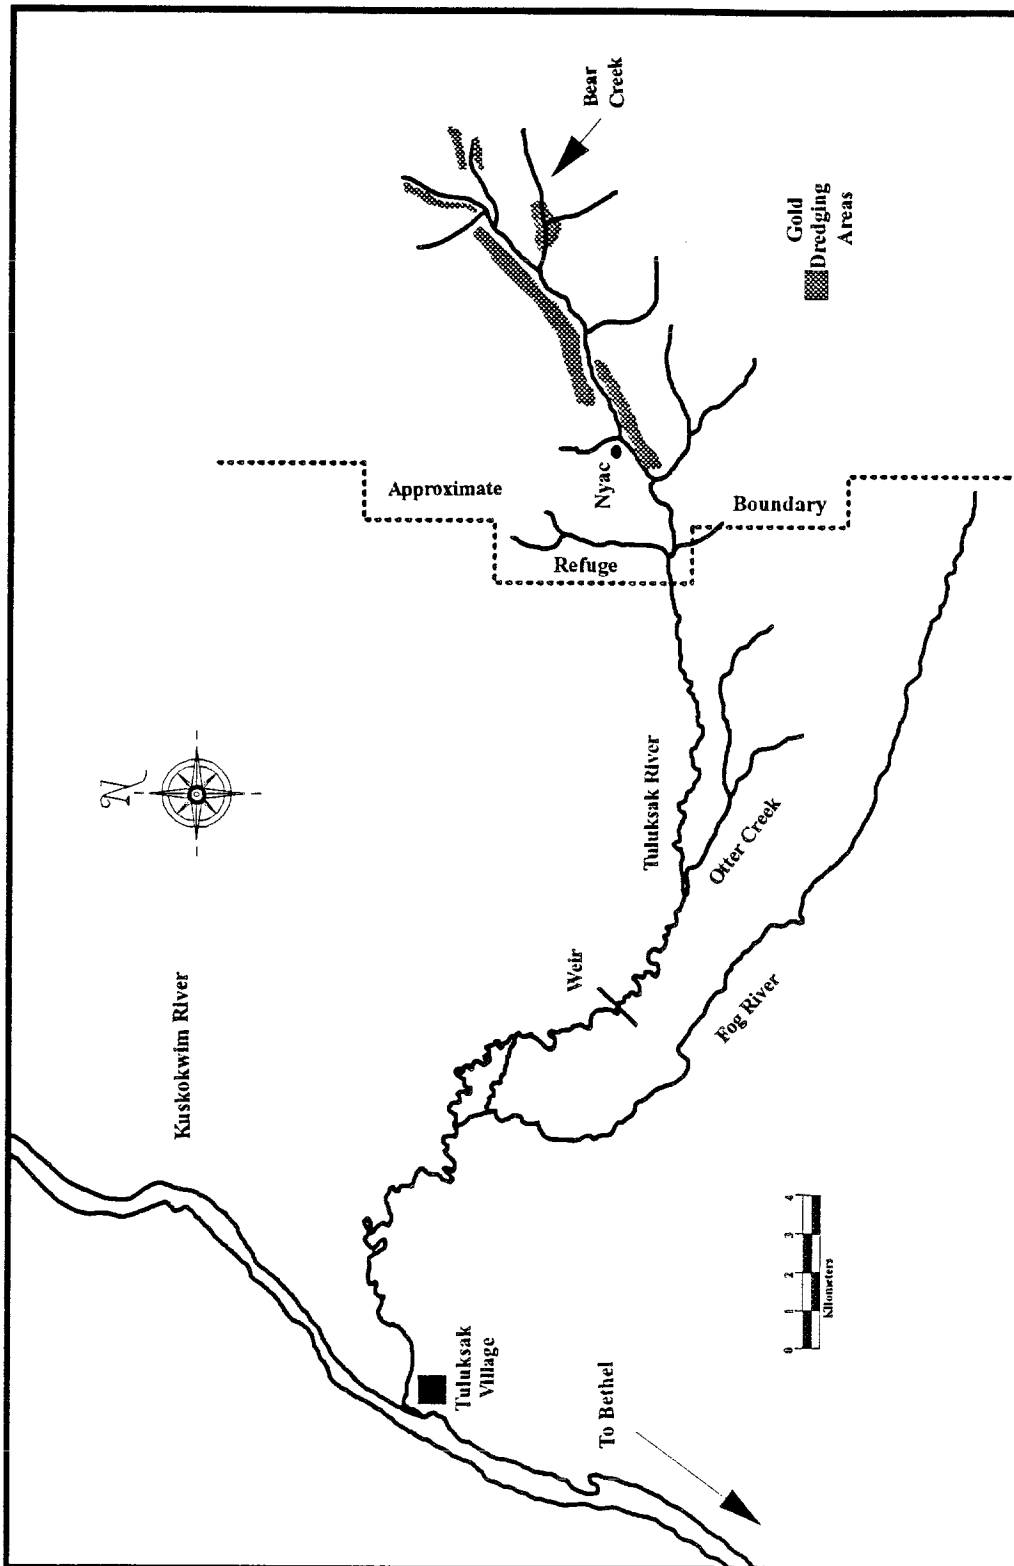 N
Kuskokwim River
Bear
Creek
Gold
Dredging
Areas
Approximate
Refuge
Boundary
Nyac
Tuluksak River
Otter Creek
Weir
Fog River
Tuluksak
Village
To Bethel
0 1 2 3 4
Kilometers